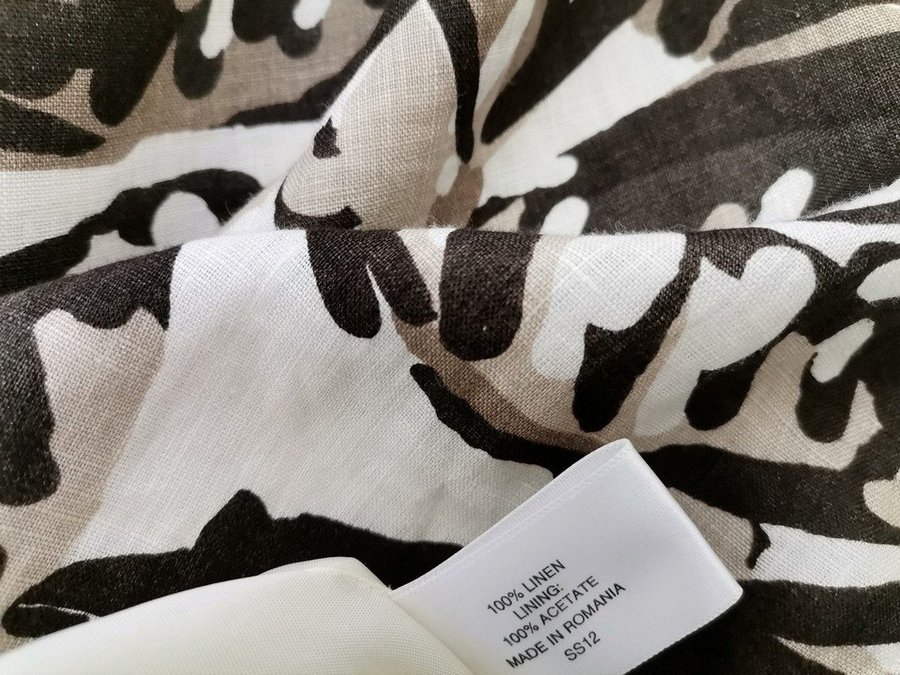 100% LINEN
LINING:
100% ACETATE
MADE IN ROMANIA
SS12